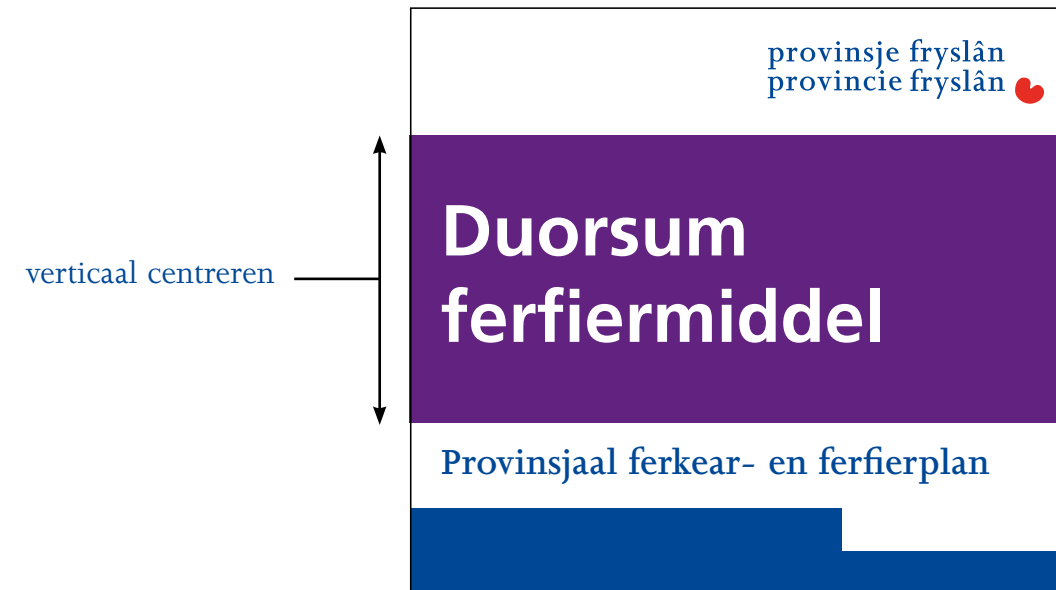 provinsje fryslân
provincie fryslân
Duorsum
ferfiermiddel
verticaal centreren
Provinsjaal ferkear- en ferfierplan